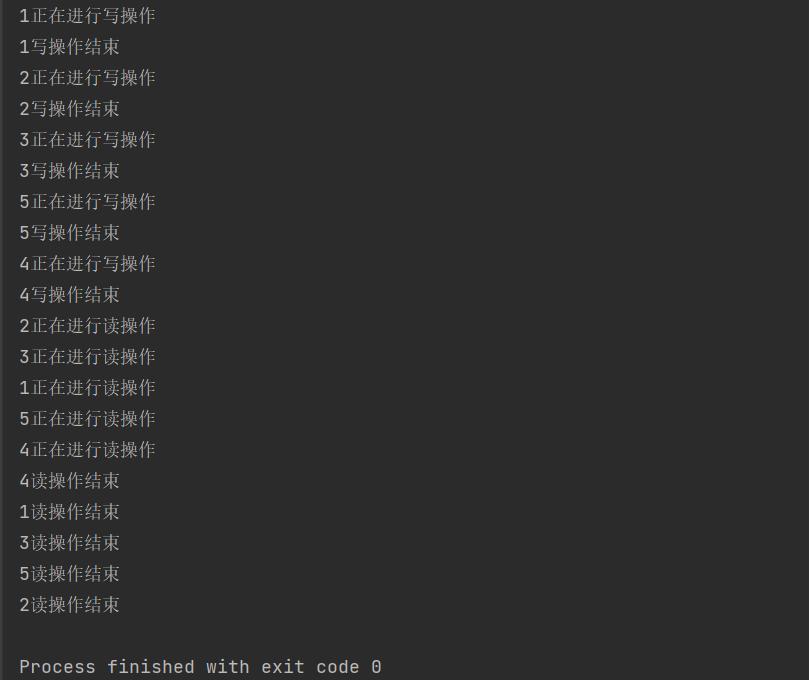 1正在进行写操作
1写操作结束
2正在进行写操作
2写操作结束
3正在进行写操作
3写操作结束
5正在进行写操作
5写操作结束
4正在进行写操作
4写操作结束
2正在进行读操作
3正在进行读操作
1正在进行读操作
5正在进行读操作
4正在进行读操作
4读操作结束
1读操作结束
3读操作结束
5读操作结束
2读操作结束
Process finished with exit code 0